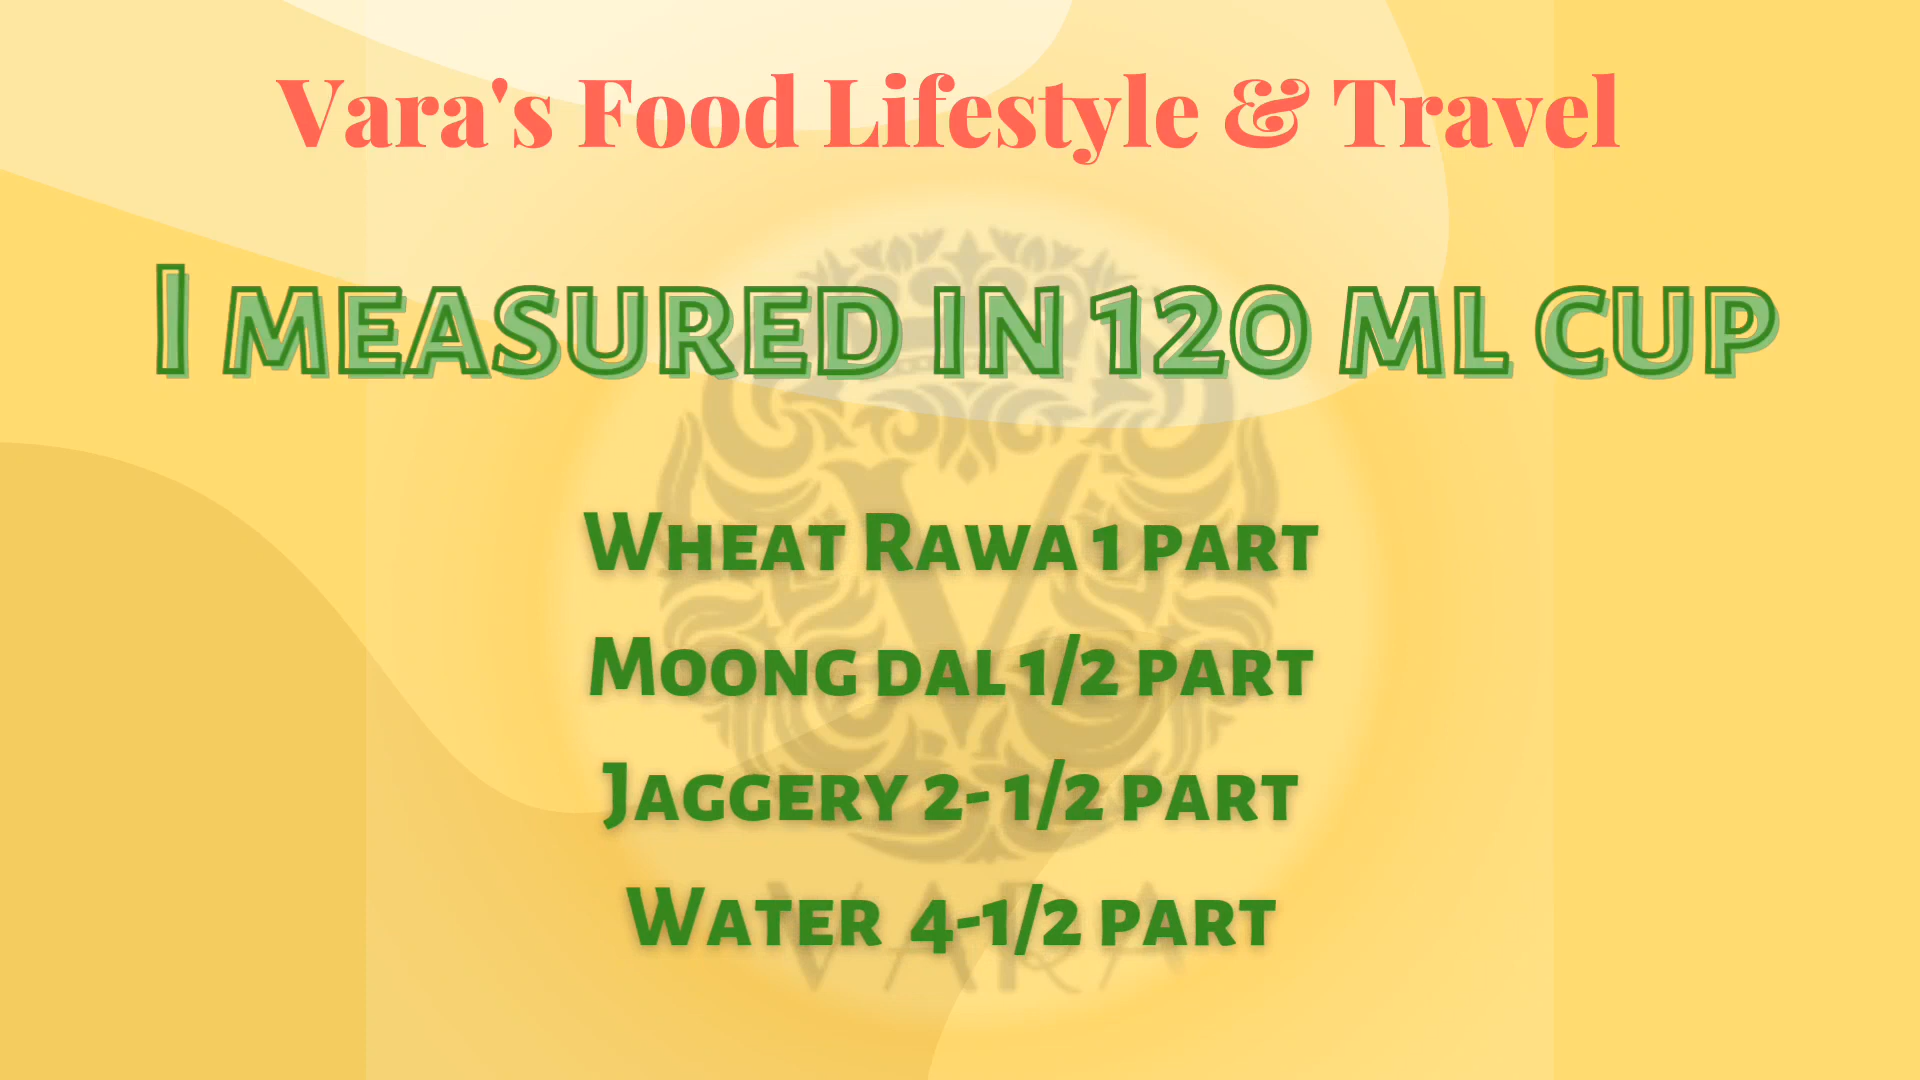 Vara's Food Lifestyle & Travel
I measured in 120 ml cup
Wheat Rawa 1 part
Moong dal 1/2 part
Jaggery 2- 1/2 part
Water 4-1/2 part
V
VARA